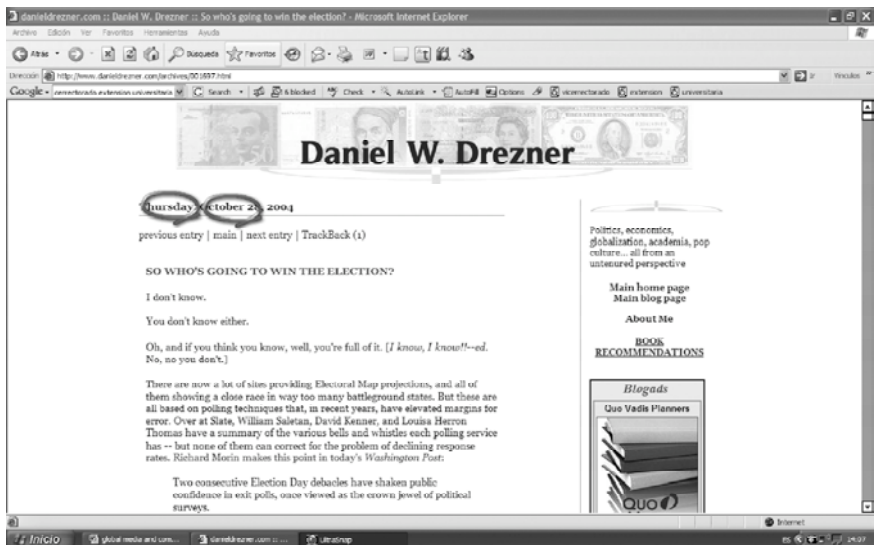 danieldrezner.com :: Daniel W. Drezner :: So who's going to win the election? - Microsoft Internet Explorer
Archivo Edición Ver Favoritos Herramientas Ayuda
Atrás Búsqueda Favoritos
Dirección http://www.danieldrezner.com/archives/001697.html Ir Vínculos
Google Search blocked Check AutoLink AutoFill Options vicerrectorado extension universitaria
Daniel W. Drezner
Thursday, October 28, 2004
previous entry | main | next entry | TrackBack (1)
SO WHO'S GOING TO WIN THE ELECTION?
I don't know.
You don't know either.
Oh, and if you think you know, well, you're full of it. [I know, I know!!--ed.
No, no you don't.]
There are now a lot of sites providing Electoral Map projections, and all of
them showing a close race in way too many battleground states. But these are
all based on polling techniques that, in recent years, have elevated margins for
error. Over at Slate, William Saletan, David Kenner, and Louisa Herron
Thomas have a summary of the various bells and whistles each polling service
has -- but none of them can correct for the problem of declining response
rates. Richard Morin makes this point in today's Washington Post:
Two consecutive Election Day debacles have shaken public
confidence in exit polls, once viewed as the crown jewel of political
surveys.
Politics, economics,
globalization, academia, pop
culture... all from an
untenured perspective
Main home page
Main blog page
About Me
BOOK
RECOMMENDATIONS
Blogads
Quo Vadis Planners
QUO
Internet
Inicio global media and com... danieldrezner.com :: ... UltraSnap ES 14:07